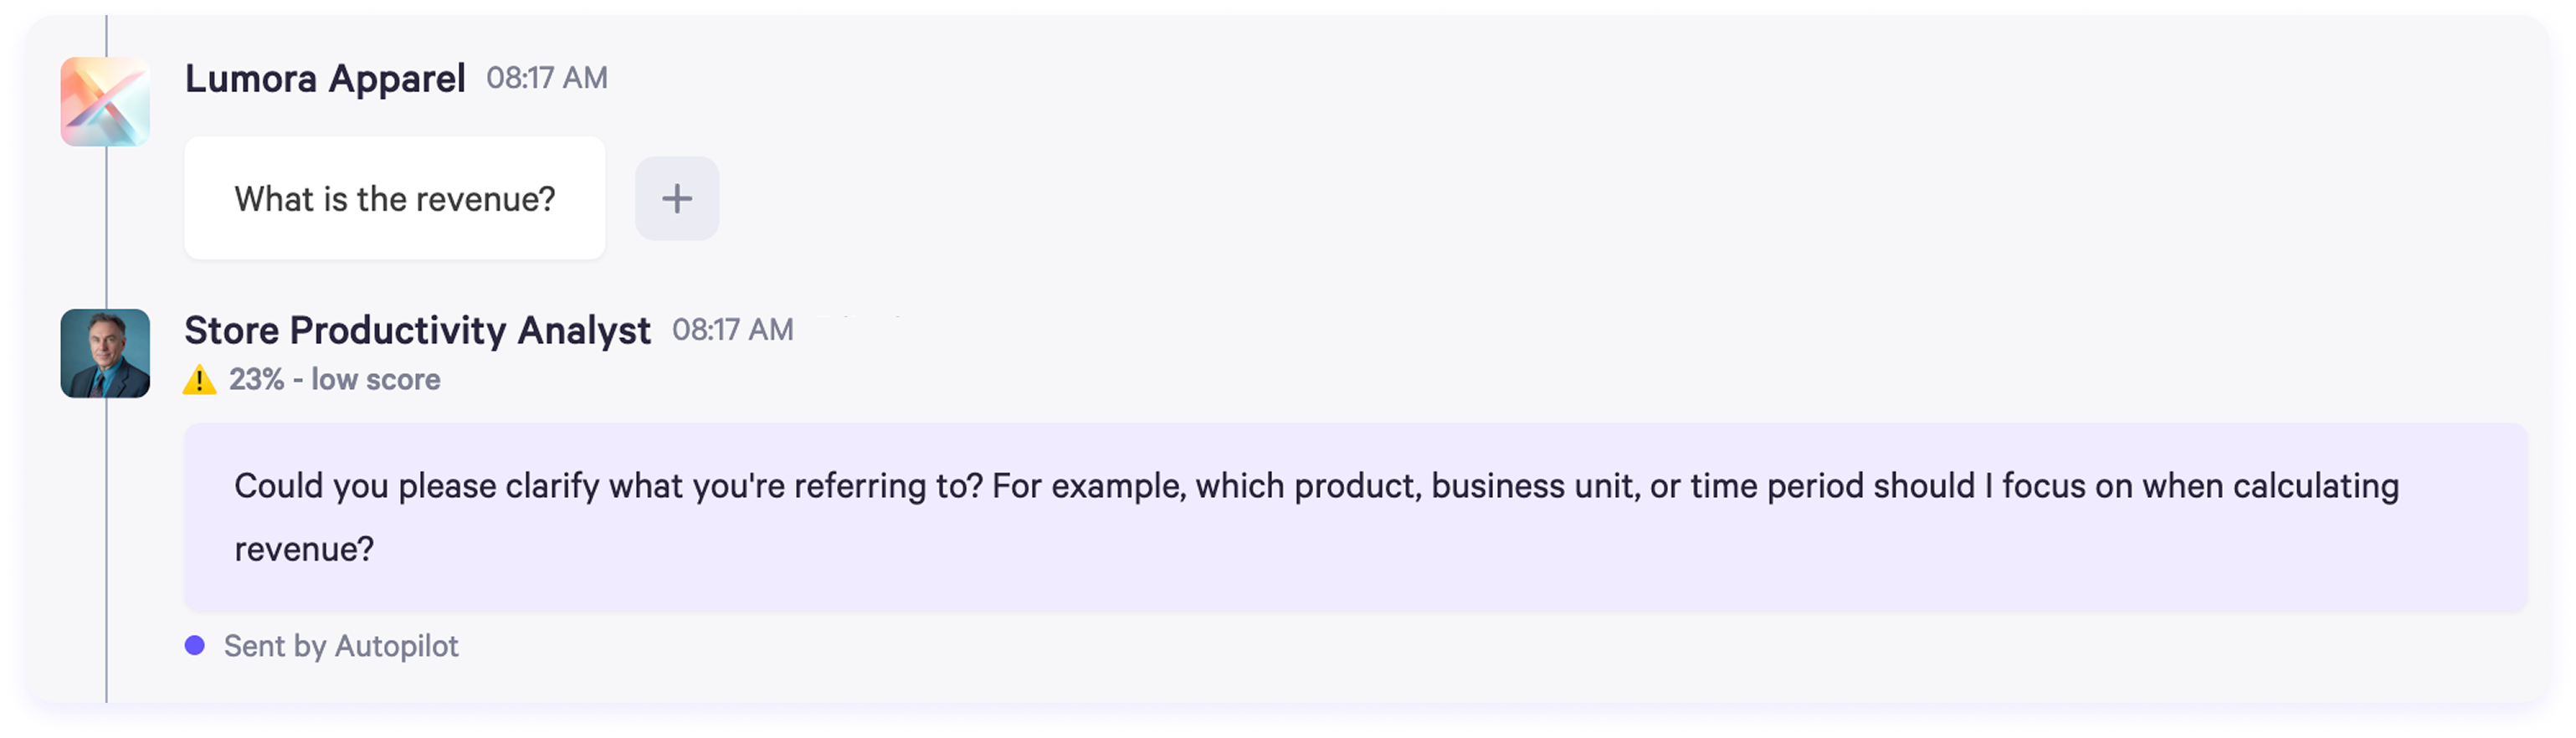 Lumora Apparel 08:17 AM
What is the revenue?
+
Store Productivity Analyst 08:17 AM
⚠️ 23% - low score
Could you please clarify what you're referring to? For example, which product, business unit, or time period should I focus on when calculating
revenue?
Sent by Autopilot